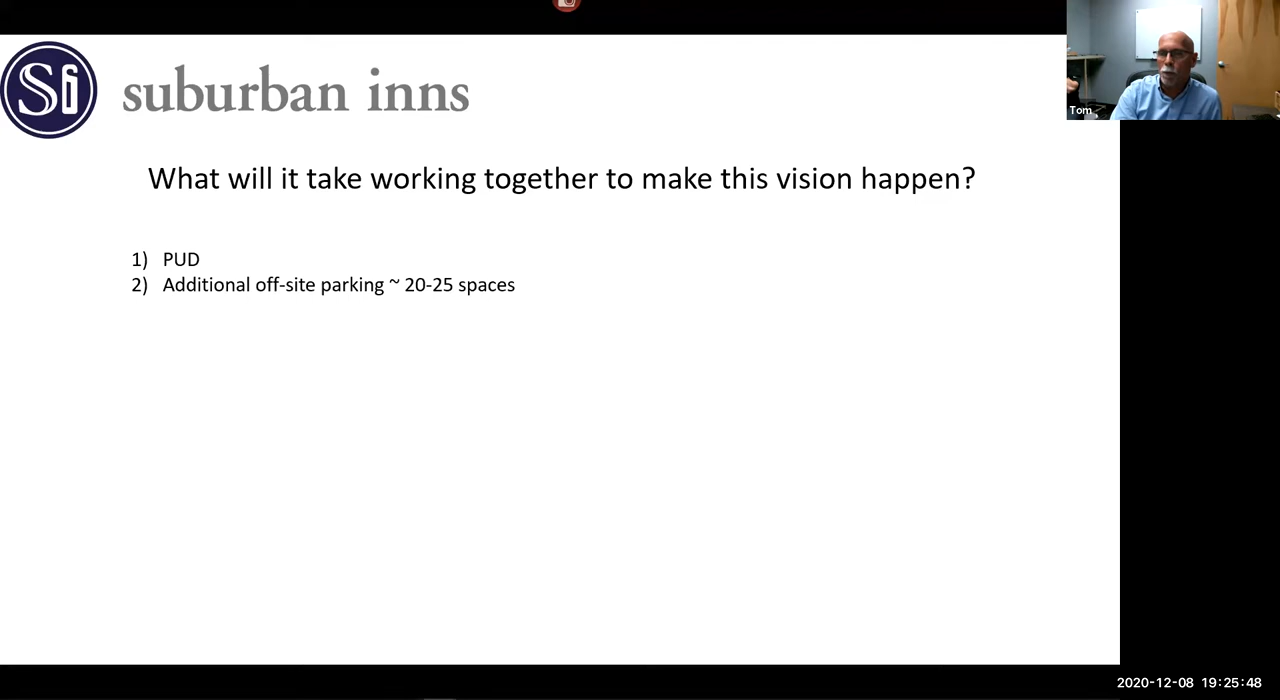 Si suburban inns
Tom
What will it take working together to make this vision happen?
1) PUD
2) Additional off-site parking ~ 20-25 spaces
2020-12-08 19:25:48